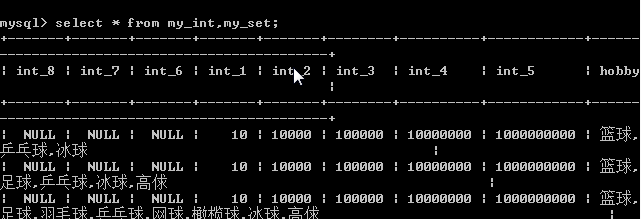 mysql> select * from my_int,my_set;
+--------+--------+--------+--------+--------+--------+----------+------------+------
---------------------------------------+
| int_8 | int_7 | int_6 | int_1 | int_2 | int_3 | int_4 | int_5 | hobby
|
+--------+--------+--------+--------+--------+--------+----------+------------+------
---------------------------------------+
| NULL | NULL | NULL | 10 | 10000 | 100000 | 10000000 | 1000000000 | 篮球,
乒乓球,冰球 |
| NULL | NULL | NULL | 10 | 10000 | 100000 | 10000000 | 1000000000 | 篮球,
足球,乒乓球,冰球,高俅 |
| NULL | NULL | NULL | 10 | 10000 | 100000 | 10000000 | 1000000000 | 篮球,
足球,羽毛球,乒乓球,网球,橄榄球,冰球,高俅 |